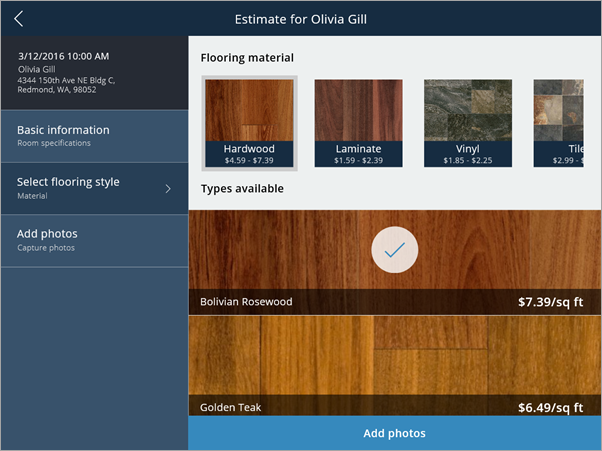 Estimate for Olivia Gill
3/12/2016 10:00 AM
Olivia Gill
4344 150th Ave NE Bldg C,
Redmond, WA, 98052
Basic information
Room specifications
Select flooring style
Material
Add photos
Capture photos
Flooring material
Hardwood
$4.59 - $7.39
Laminate
$1.59 - $2.39
Vinyl
$1.85 - $2.25
Tile
$2.99 - $
Types available
Bolivian Rosewood
$7.39/sq ft
Golden Teak
$6.49/sq ft
Add photos